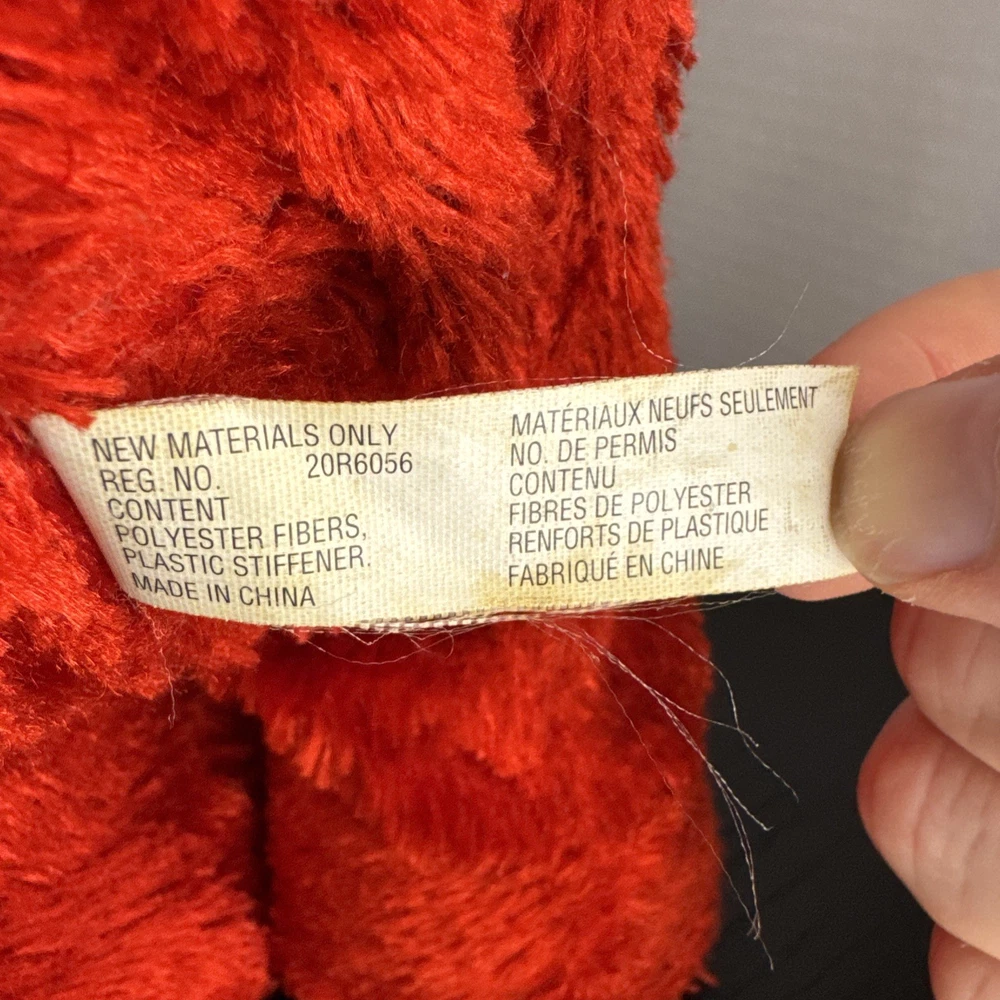 NEW MATERIALS ONLY
REG. NO. 20R6056
CONTENT
POLYESTER FIBERS,
PLASTIC STIFFENER.
MADE IN CHINA
MATÉRIAUX NEUFS SEULEMENT
NO. DE PERMIS
CONTENU
FIBRES DE POLYESTER
RENFORTS DE PLASTIQUE
FABRIQUÉ EN CHINE